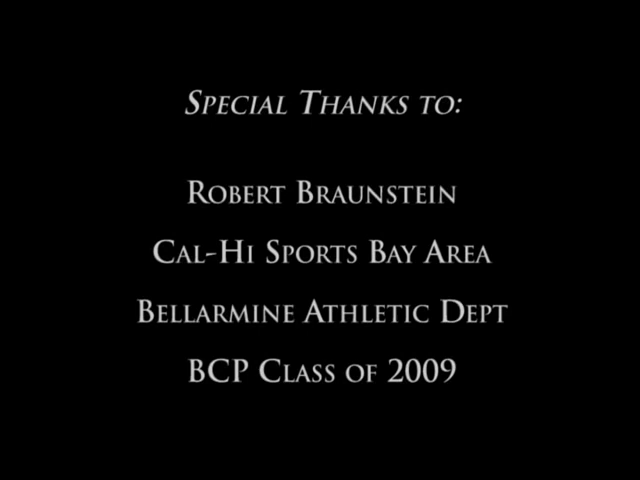 Special Thanks to:
Robert Braunstein
Cal-Hi Sports Bay Area
Bellarmine Athletic Dept
BCP Class of 2009